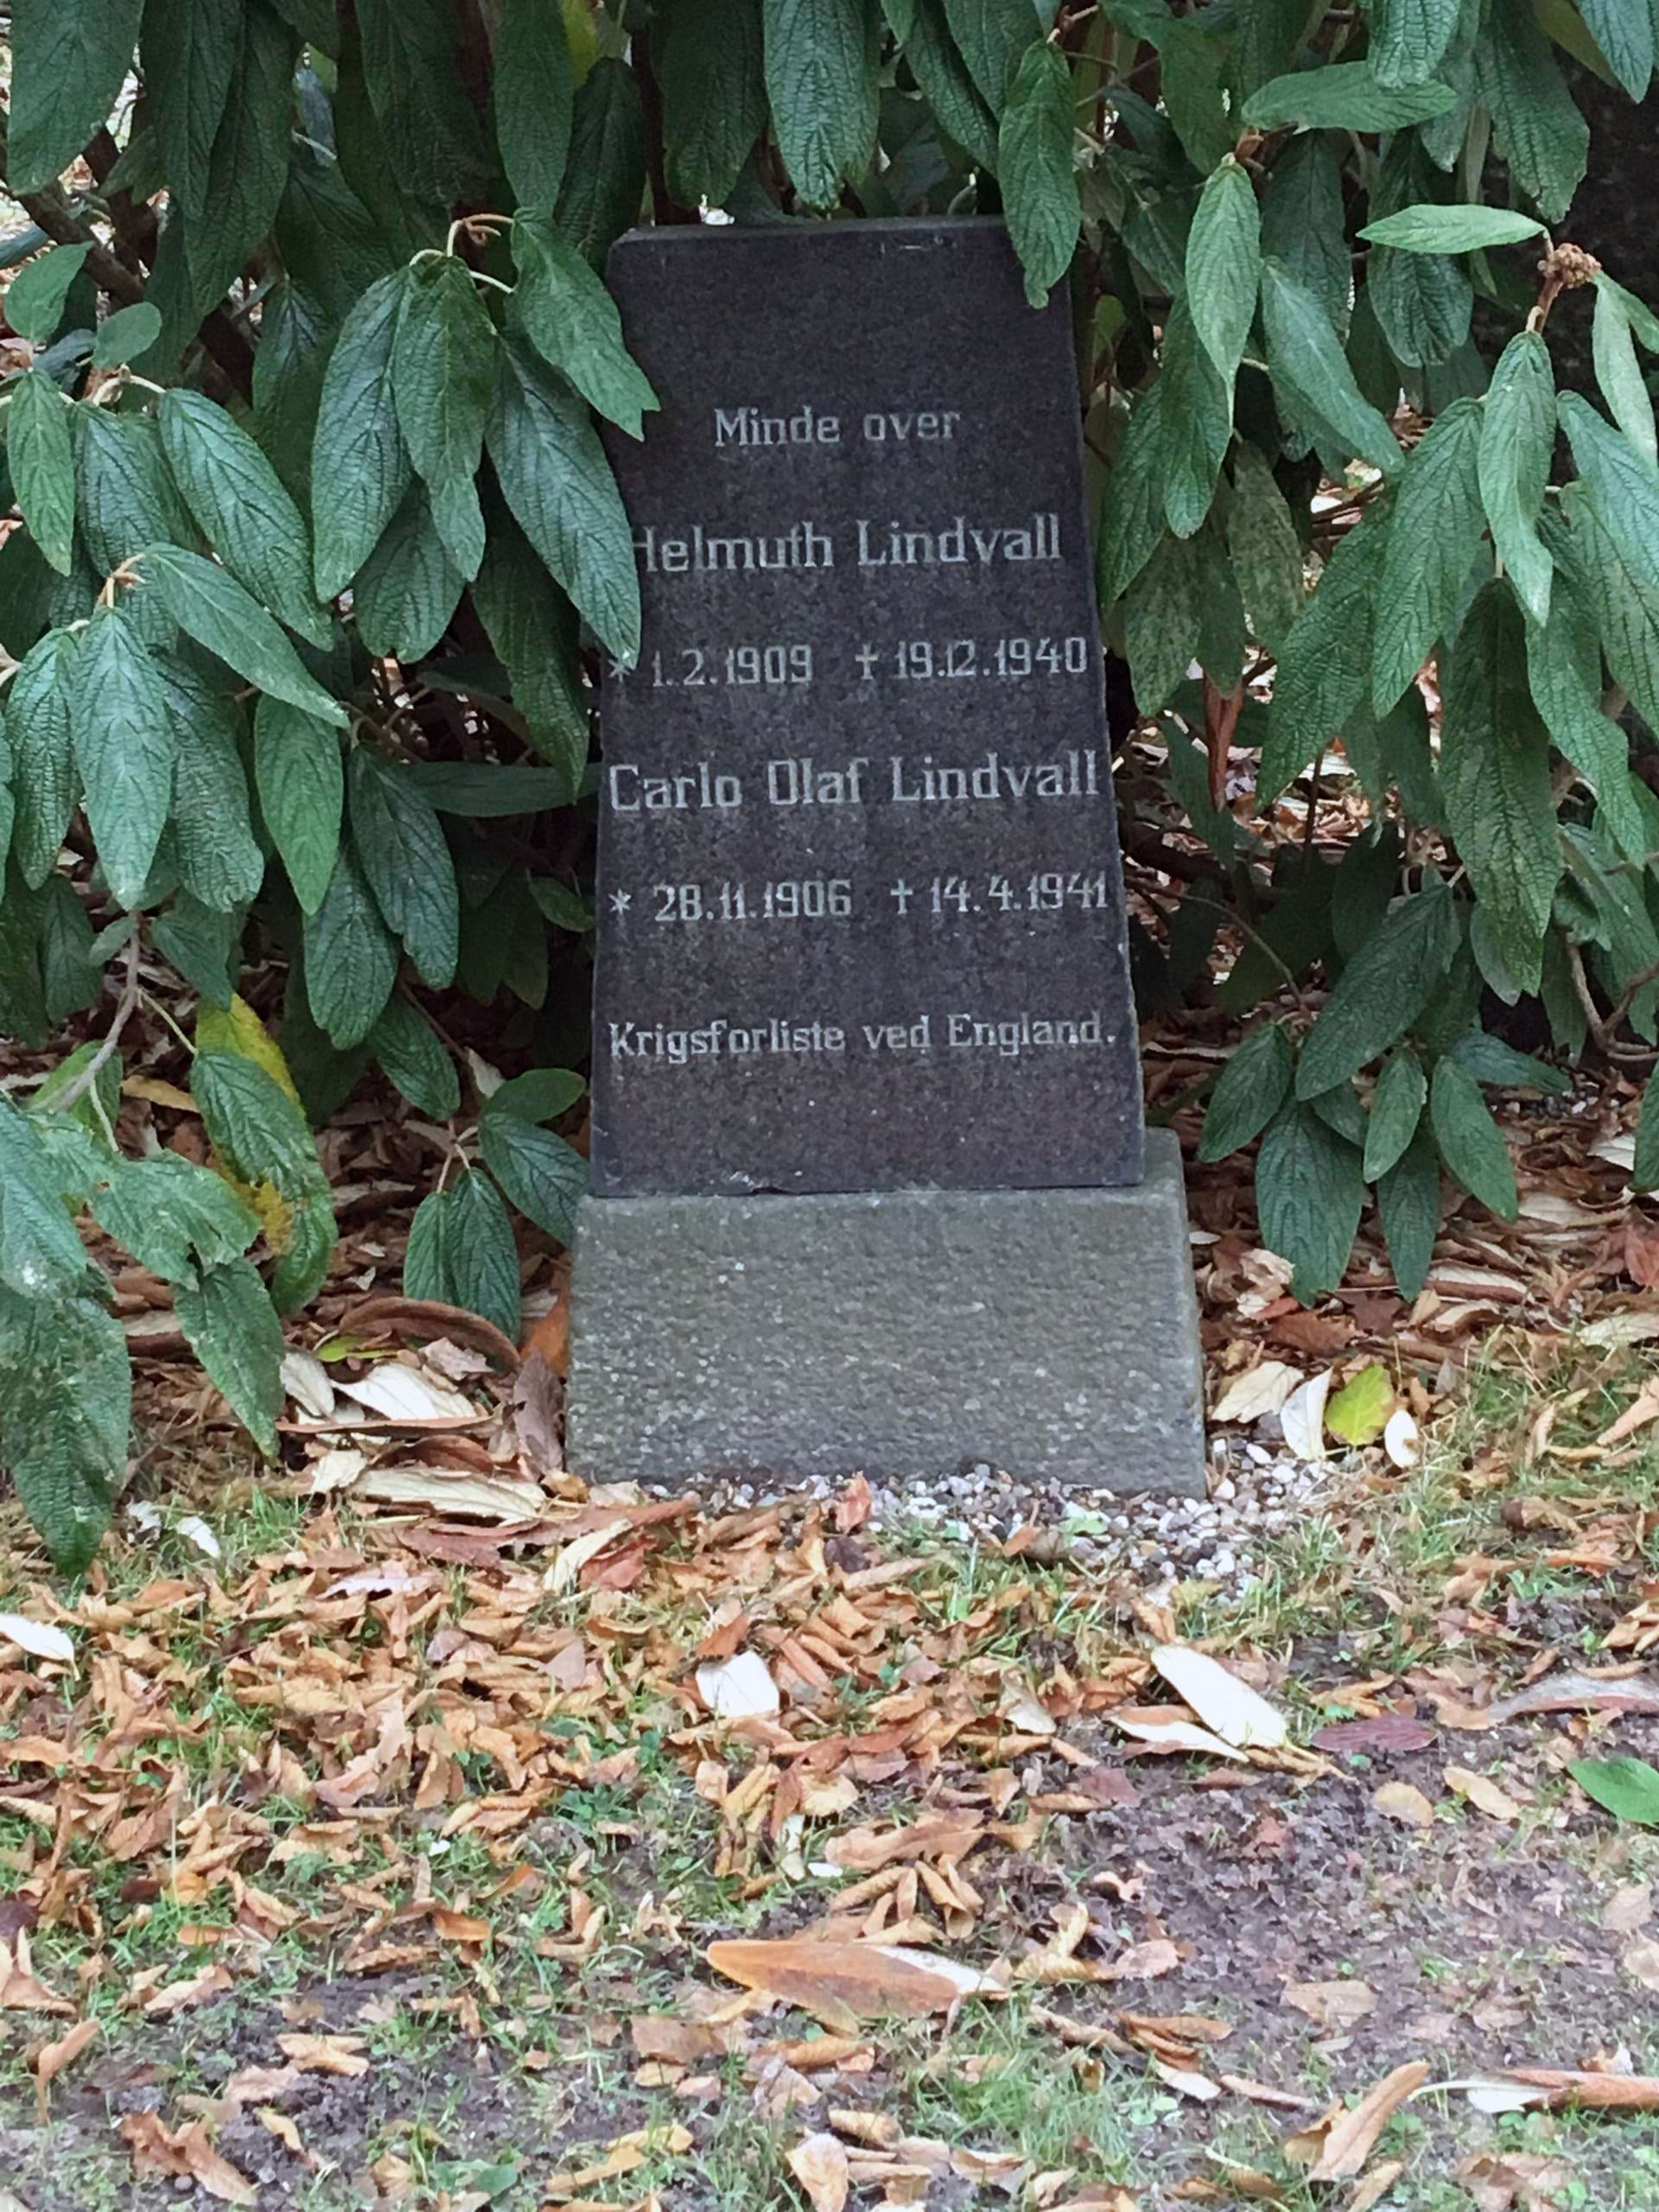 Minde over
Helmuth Lindvall
* 1.2.1909 † 19.12.1940
Carlo Olaf Lindvall
* 28.11.1906 † 14.4.1941
Krigsforliste ved England.